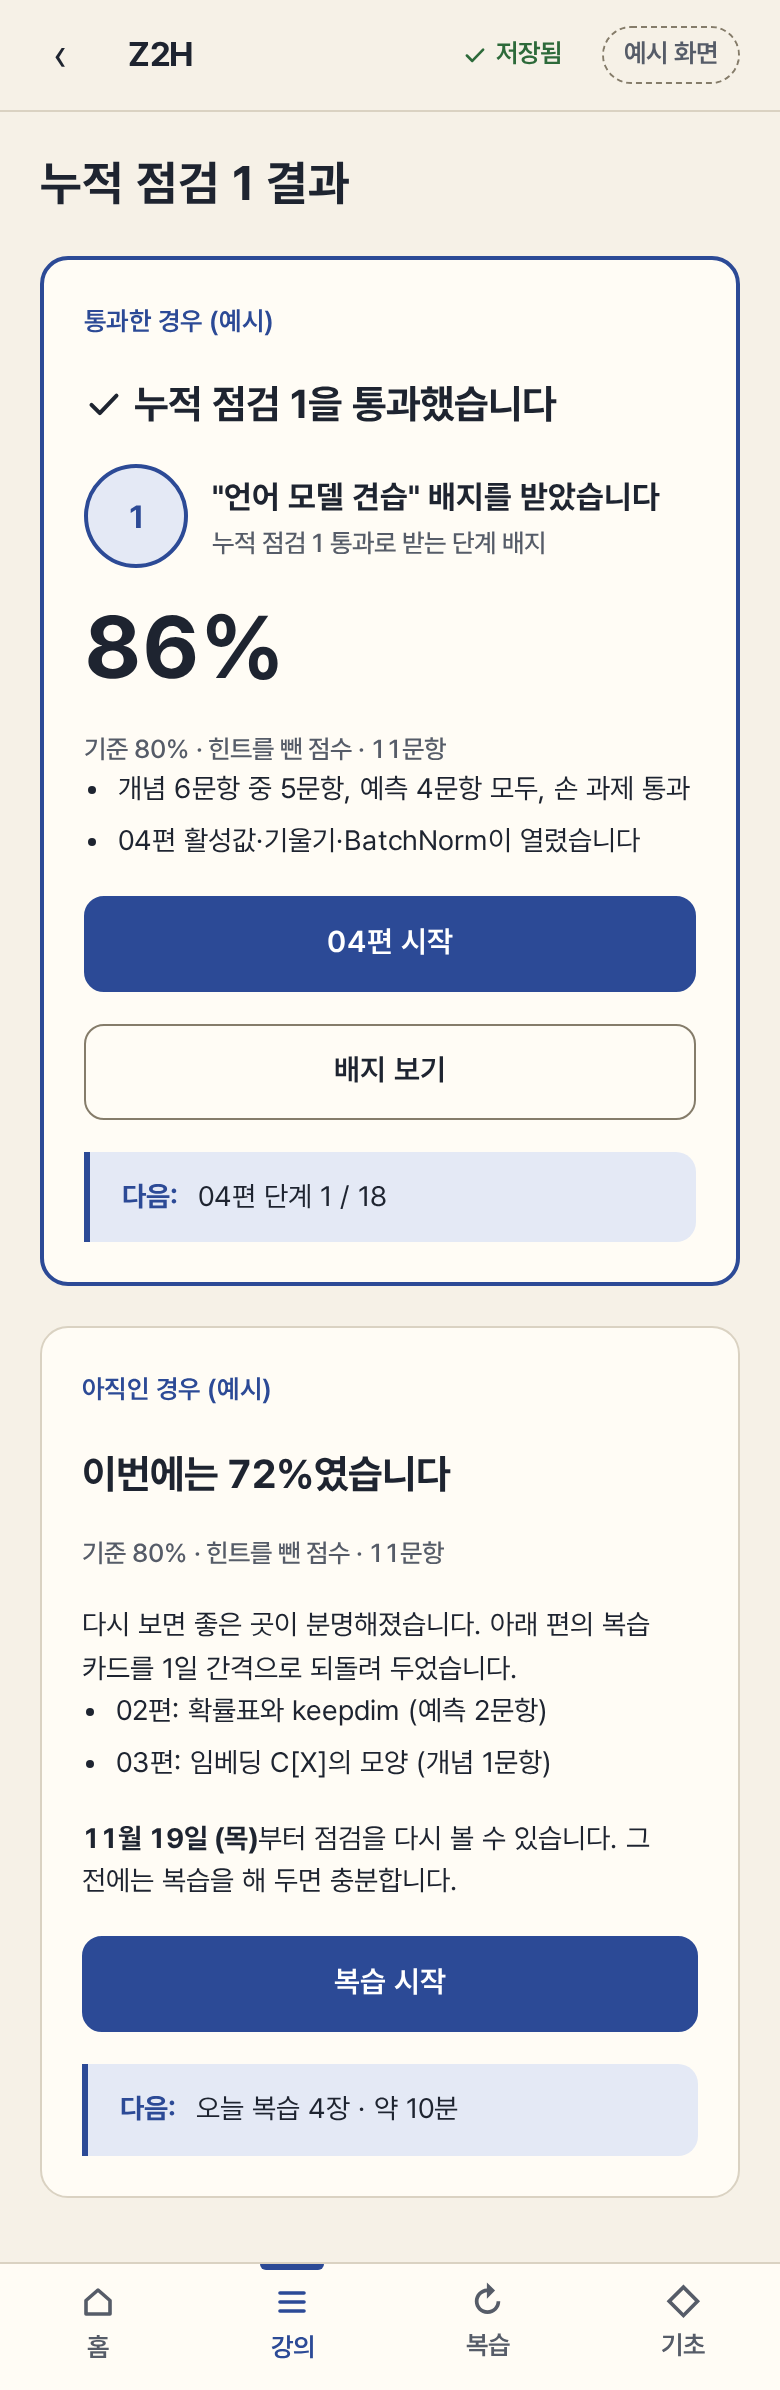 Z2H
저장됨
예시 화면
누적 점검 1 결과
통과한 경우 (예시)
누적 점검 1을 통과했습니다
1
"언어 모델 견습" 배지를 받았습니다
누적 점검 1 통과로 받는 단계 배지
86%
기준 80% · 힌트를 뺀 점수 · 11문항
• 개념 6문항 중 5문항, 예측 4문항 모두, 손 과제 통과
• 04편 활성값·기울기·BatchNorm이 열렸습니다
04편 시작
배지 보기
다음: 04편 단계 1 / 18
아직인 경우 (예시)
이번에는 72%였습니다
기준 80% · 힌트를 뺀 점수 · 11문항
다시 보면 좋은 곳이 분명해졌습니다. 아래 편의 복습
카드를 1일 간격으로 되돌려 두었습니다.
• 02편: 확률표와 keepdim (예측 2문항)
• 03편: 임베딩 C[X]의 모양 (개념 1문항)
11월 19일 (목)부터 점검을 다시 볼 수 있습니다. 그
전에는 복습을 해 두면 충분합니다.
복습 시작
다음: 오늘 복습 4장 · 약 10분
홈
강의
복습
기초